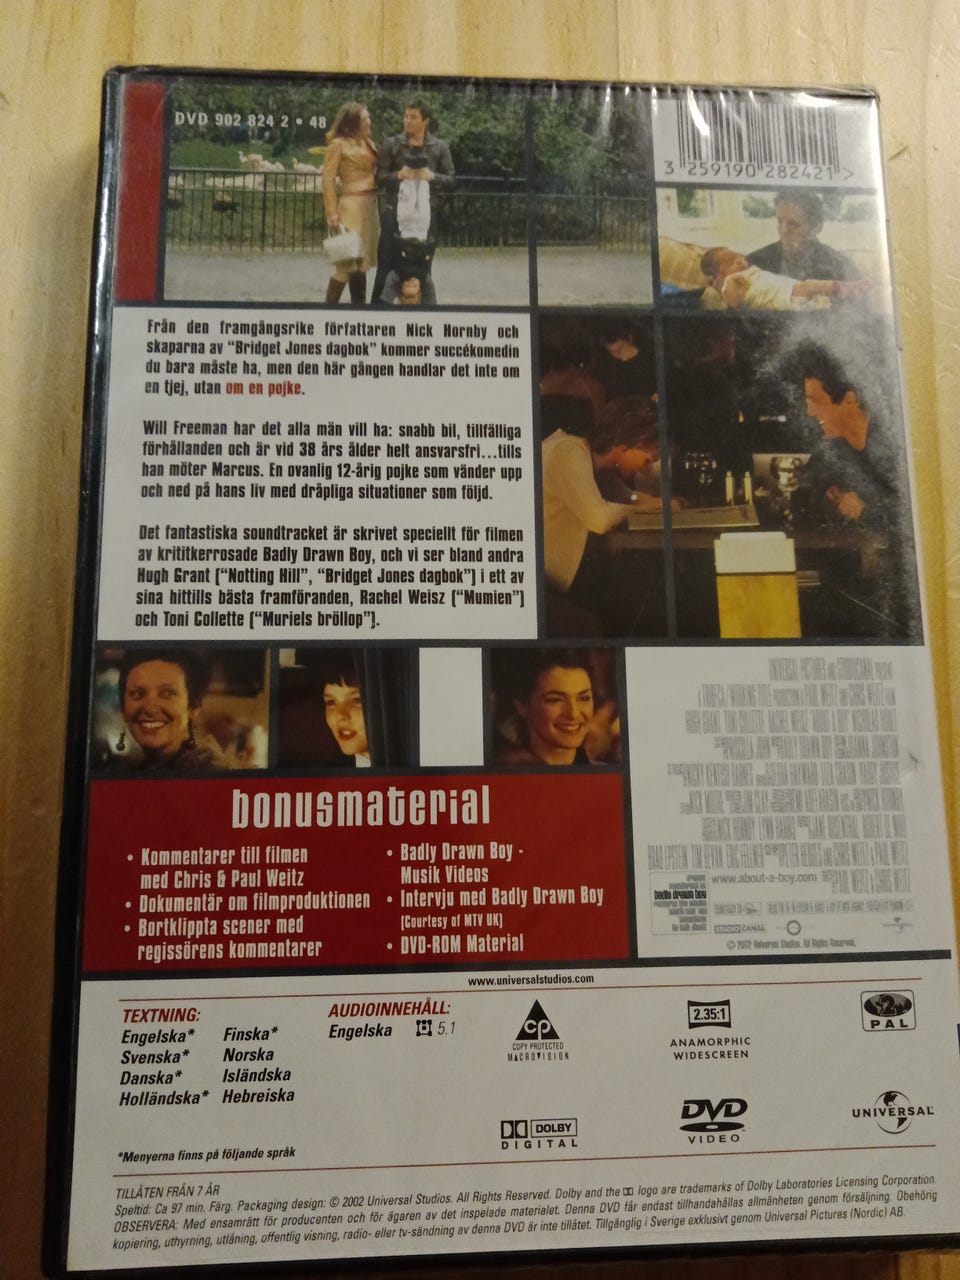 DVD 902 824 2 • 48
3 259190 282421 >
Från den framgångsrike författaren Nick Hornby och
skaparna av "Bridget Jones dagbok" kommer succékomedin
du bara måste ha, men den här gången handlar det inte om
en tjej, utan om en pojke.
Will Freeman har det alla män vill ha: snabb bil, tillfälliga
förhållanden och är vid 38 års ålder helt ansvarsfri...tills
han möter Marcus. En ovanlig 12-årig pojke som vänder upp
och ned på hans liv med dråpliga situationer som följd.
Det fantastiska soundtracket är skrivet speciellt för filmen
av krititkerrosade Badly Drawn Boy, och vi ser bland andra
Hugh Grant ("Notting Hill", "Bridget Jones dagbok") i ett av
sina hittills bästa framföranden, Rachel Weisz ("Mumien")
och Toni Collette ("Muriels bröllop").
UNIVERSAL PICTURES AND STUDIOCANAL PRESENT
www.about-a-boy.com
badly drawn boy
STUDIO CANAL
© 2002 Universal Studios. All Rights Reserved.
bonusmaterial
• Kommentarer till filmen
med Chris & Paul Weitz
• Dokumentär om filmproduktionen
• Bortklippta scener med
regissörens kommentarer
• Badly Drawn Boy -
Musik Videos
• Intervju med Badly Drawn Boy
(Courtesy of MTV UK)
• DVD-ROM Material
www.universalstudios.com
TEXTNING:
Engelska* Finska*
Svenska* Norska
Danska* Isländska
Holländska* Hebreiska
*Menyerna finns på följande språk
AUDIOINNEHÅLL:
Engelska 5.1
CP
COPY PROTECTED
MACROVISION
2.35:1
ANAMORPHIC
WIDESCREEN
2
PAL
DOLBY
DIGITAL
DVD
VIDEO
UNIVERSAL
TILLÅTEN FRÅN 7 ÅR
Speltid: Ca 97 min. Färg. Packaging design: © 2002 Universal Studios. All Rights Reserved. Dolby and the logo are trademarks of Dolby Laboratories Licensing Corporation.
OBSERVERA: Med ensamrätt för producenten och för ägaren av det inspelade materialet. Denna DVD får endast tillhandahållas allmänheten genom försäljning. Obehörig
kopiering, uthyrning, utlåning, offentlig visning, radio- eller tv-sändning av denna DVD är inte tillåtet. Tillgänglig i Sverige exklusivt genom Universal Pictures (Nordic) AB.